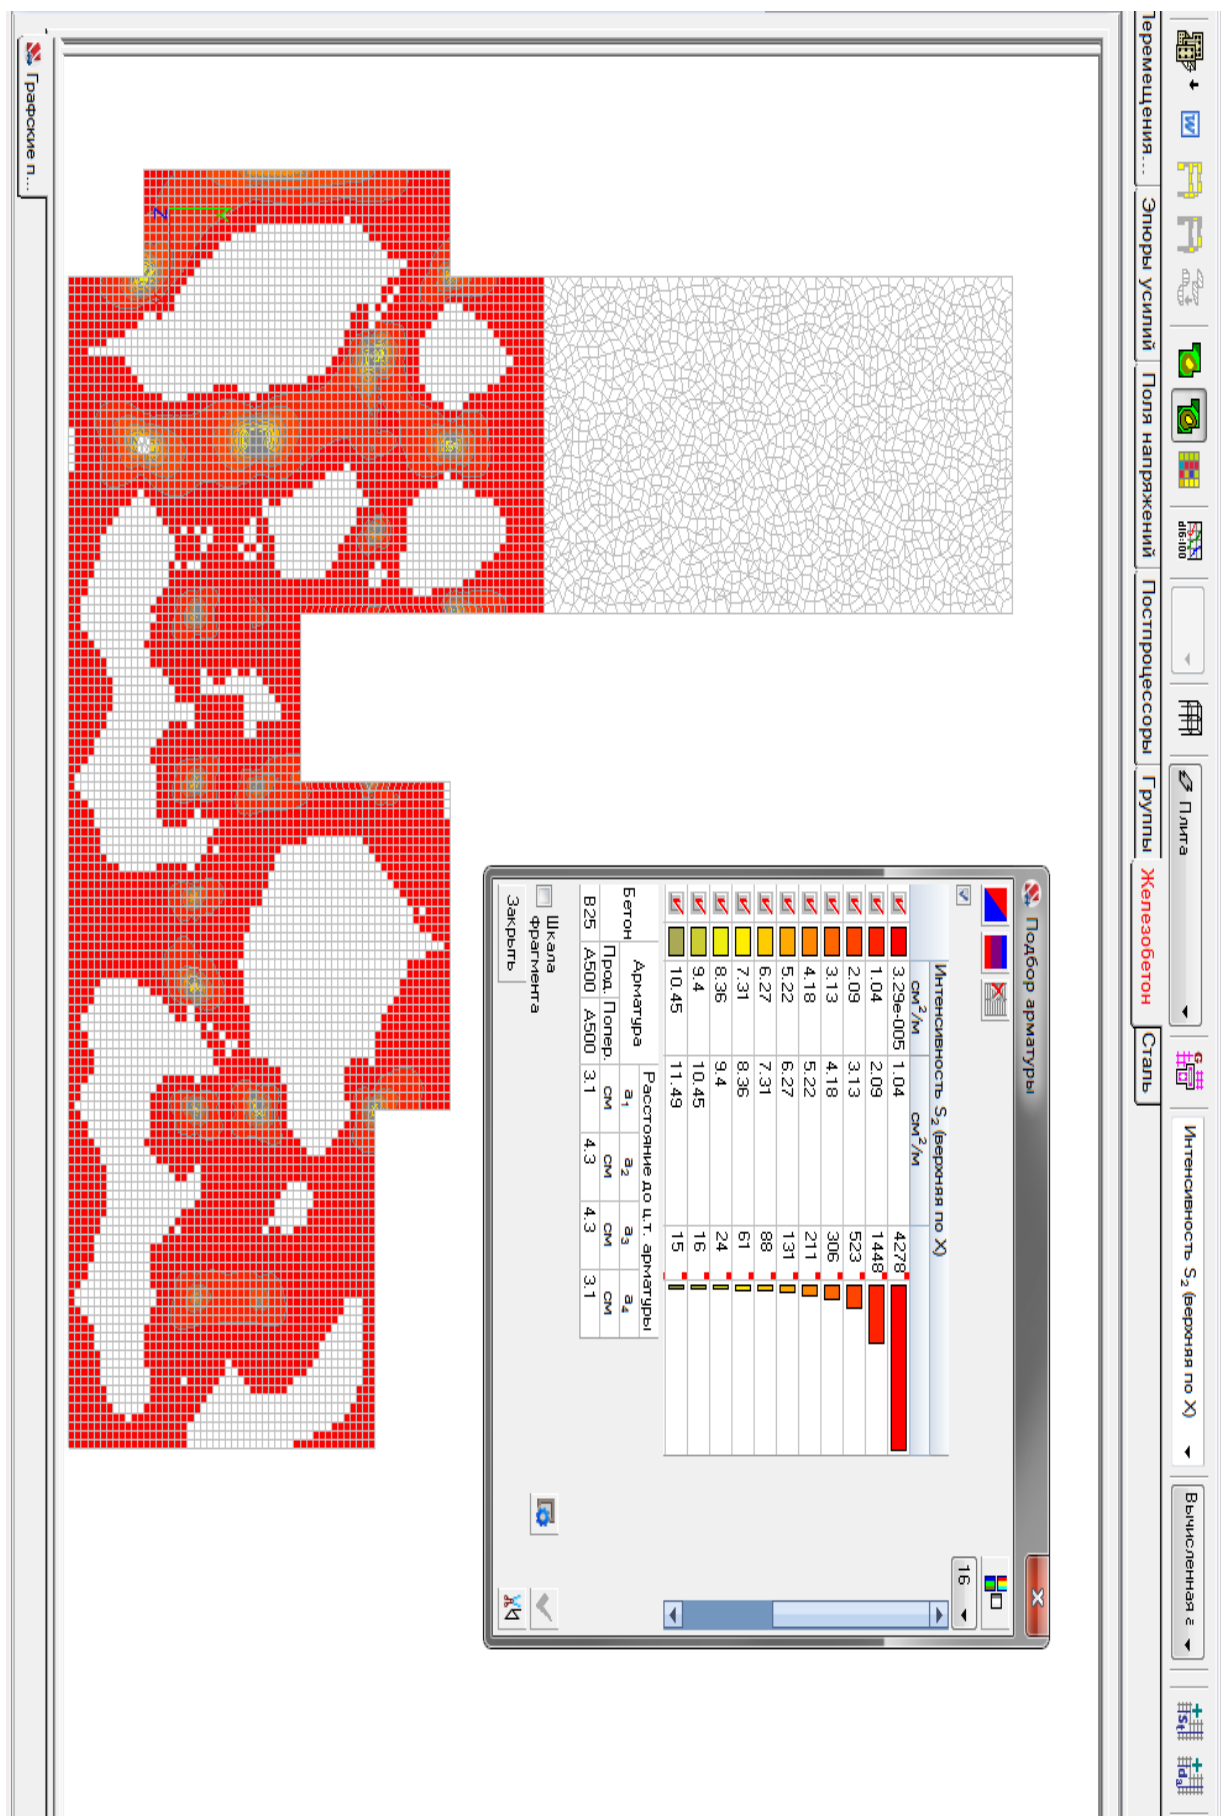 Плита
Интенсивность S2 (верхняя по X)
Вычисленная а
Перемещения...
Эпюры усилий
Поля напряжений
Постпроцессоры
Группы
Железобетон
Сталь
Подбор арматуры
16
Интенсивность S2 (верхняя по X)
см2/м см2/м
3.29e-005 1.04 4278
1.04 2.09 1448
2.09 3.13 523
3.13 4.18 306
4.18 5.22 211
5.22 6.27 131
6.27 7.31 88
7.31 8.36 61
8.36 9.4 24
9.4 10.45 16
10.45 11.49 15
Бетон Арматура Расстояние до ц.т. арматуры
Прод. Попер. a1 a2 a3 a4
см см см см
B25 A500 A500 3.1 4.3 4.3 3.1
Шкала
фрагмента
Закрыть
Z
Графские п...